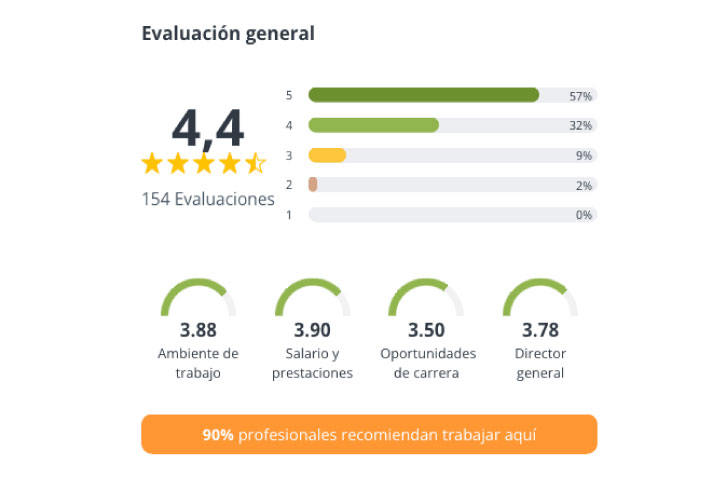 Evaluación general
4,4
154 Evaluaciones
5 57%
4 32%
3 9%
2 2%
1 0%
3.88
Ambiente de
trabajo
3.90
Salario y
prestaciones
3.50
Oportunidades
de carrera
3.78
Director
general
90% profesionales recomiendan trabajar aquí